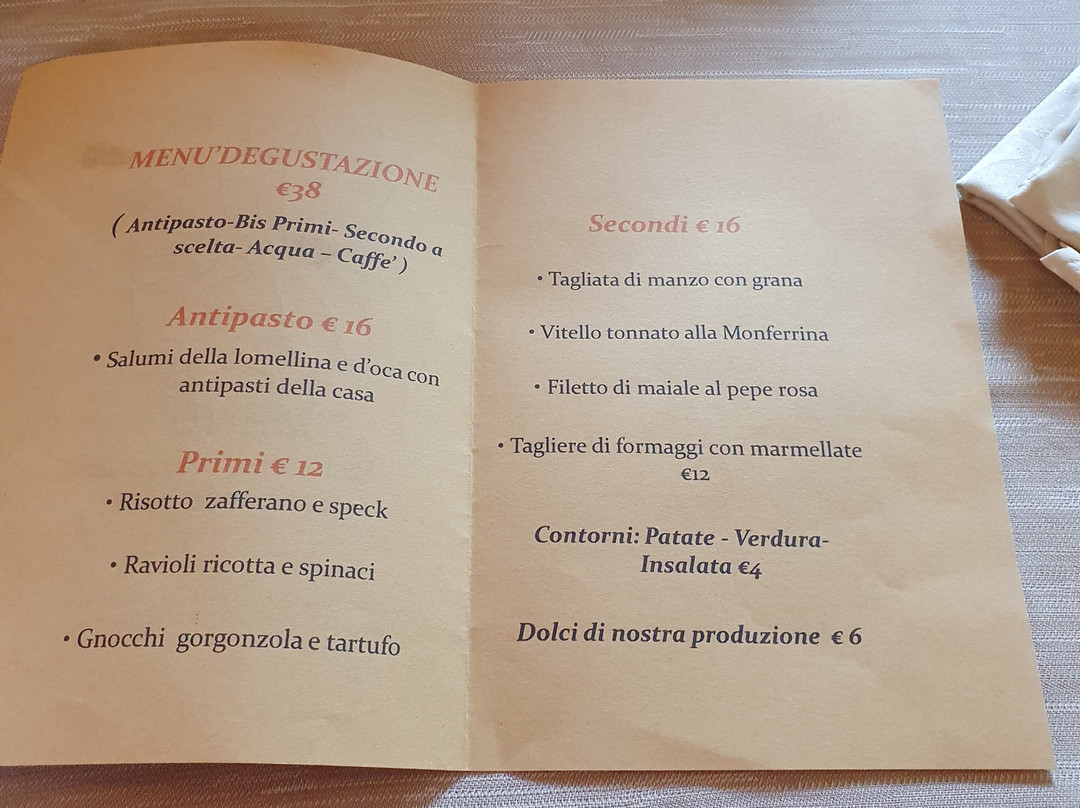 MENU'DEGUSTAZIONE
€38
( Antipasto-Bis Primi- Secondo a
scelta- Acqua – Caffe' )
Antipasto € 16
• Salumi della lomellina e d'oca con
antipasti della casa
Primi € 12
• Risotto zafferano e speck
• Ravioli ricotta e spinaci
• Gnocchi gorgonzola e tartufo
Secondi € 16
• Tagliata di manzo con grana
• Vitello tonnato alla Monferrina
• Filetto di maiale al pepe rosa
• Tagliere di formaggi con marmellate
€12
Contorni: Patate - Verdura-
Insalata €4
Dolci di nostra produzione € 6